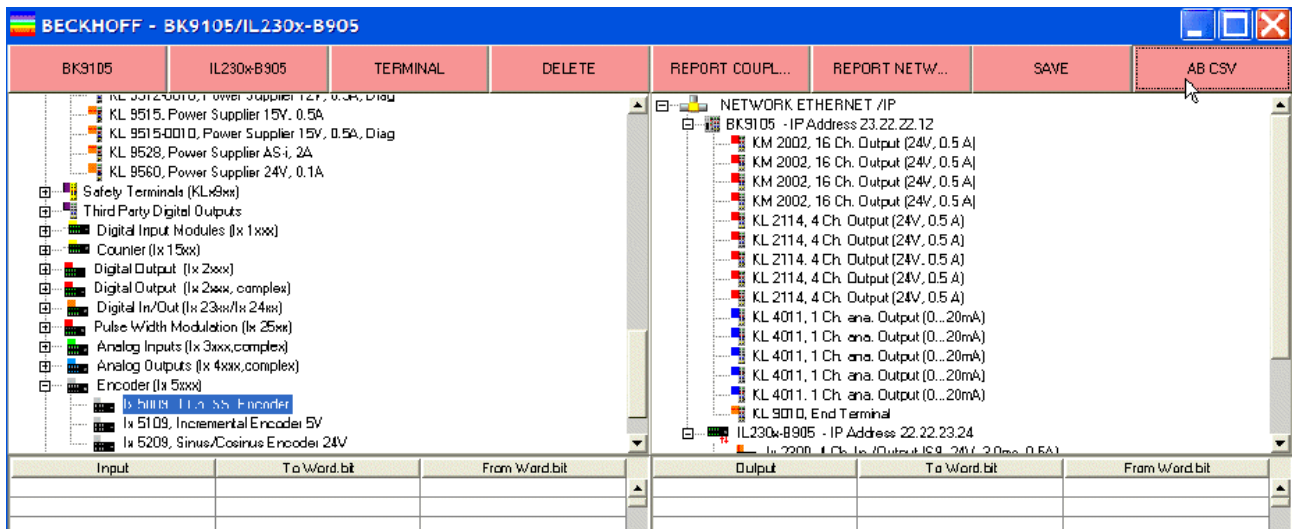 BECKHOFF - BK9105/IL230x-B905
BK9105 IL230x-B905 TERMINAL DELETE REPORT COUPL... REPORT NETW... SAVE AB CSV
KL 9515, Power Supplier 15V, 0.5A
KL 9515-0010, Power Supplier 15V, 0.5A, Diag
KL 9528, Power Supplier AS-i, 2A
KL 9560, Power Supplier 24V, 0.1A
Safety Terminals (KLx9xx)
Third Party Digital Outputs
Digital Input Modules (Ix 1xxx)
Counter (Ix 15xx)
Digital Output (Ix 2xxx)
Digital Output (Ix 2xxx, complex)
Digital In/Out (Ix 23xx/Ix 24xx)
Pulse Width Modulation (Ix 25xx)
Analog Inputs (Ix 3xxx,complex)
Analog Outputs (Ix 4xxx,complex)
Encoder (Ix 5xxx)
Ix 5009, 1 Ch. SSI Encoder
Ix 5109, Incremental Encoder 5V
Ix 5209, Sinus/Cosinus Encoder 24V
NETWORK ETHERNET /IP
BK9105 - IP Address 23.22.22.12
KM 2002, 16 Ch. Output (24V, 0.5 A)
KM 2002, 16 Ch. Output (24V, 0.5 A)
KM 2002, 16 Ch. Output (24V, 0.5 A)
KM 2002, 16 Ch. Output (24V, 0.5 A)
KL 2114, 4 Ch. Output (24V, 0.5 A)
KL 2114, 4 Ch. Output (24V, 0.5 A)
KL 2114, 4 Ch. Output (24V, 0.5 A)
KL 2114, 4 Ch. Output (24V, 0.5 A)
KL 2114, 4 Ch. Output (24V, 0.5 A)
KL 4011, 1 Ch. ana. Output (0...20mA)
KL 4011, 1 Ch. ana. Output (0...20mA)
KL 4011, 1 Ch. ana. Output (0...20mA)
KL 4011, 1 Ch. ana. Output (0...20mA)
KL 4011, 1 Ch. ana. Output (0...20mA)
KL 9010, End Terminal
IL230x-B905 - IP Address 22.22.23.24
Input To Word.bit From Word.bit Output To Word.bit From Word.bit